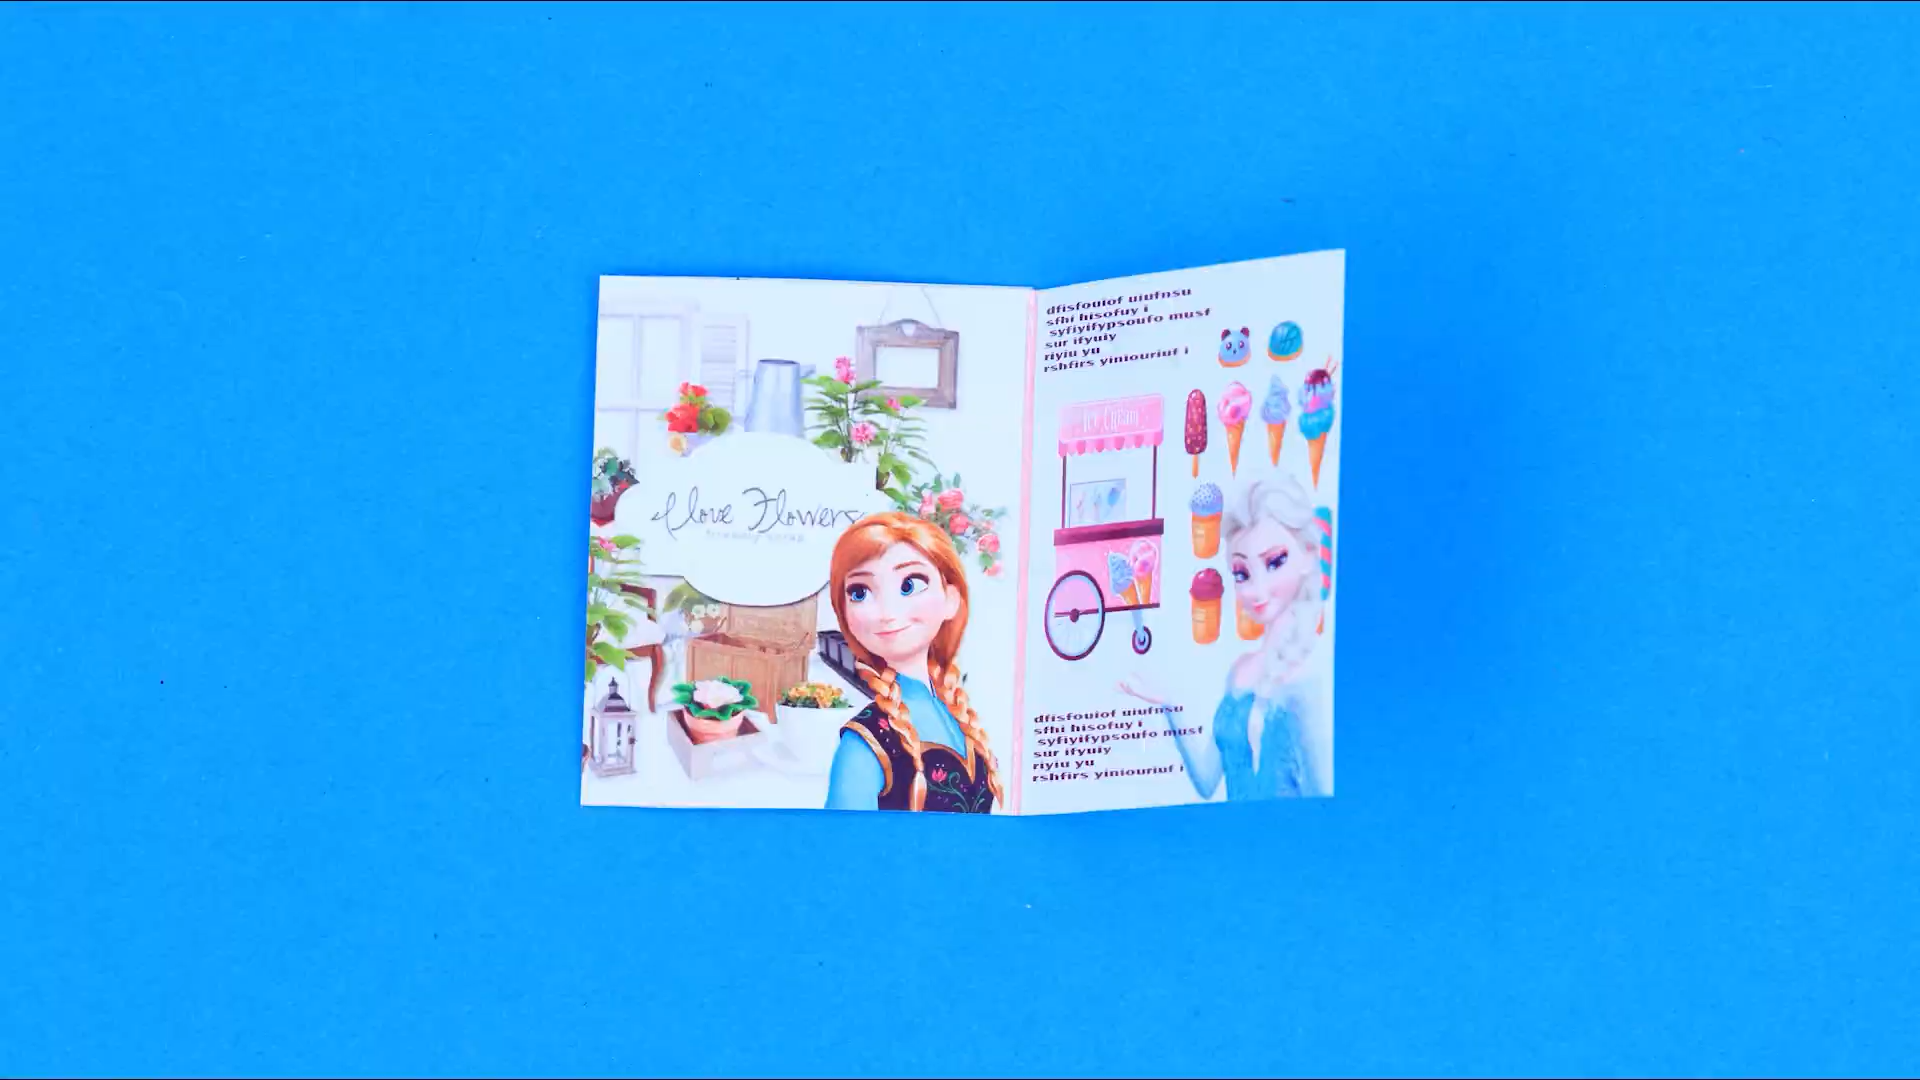 I love Flowers
dfisfouiof uiufnsu
sfhi hisofuy i
syfiyifypsoufo musf
sur ifyuiy
riyiu yu
rshfirs yiniouriuf i
Ice Cream
dfisfouiof uiufnsu
sfhi hisofuy i
syfiyifypsoufo musf
sur ifyuiy
riyiu yu
rshfirs yiniouriuf i